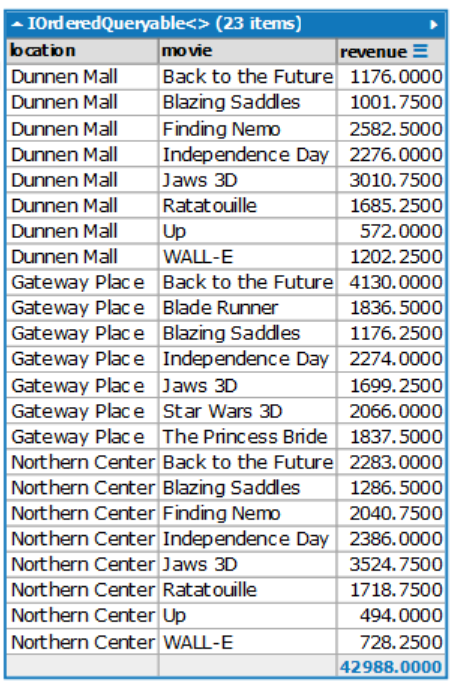 IOrderedQueryable<> (23 items)
location movie revenue
Dunnen Mall Back to the Future 1176.0000
Dunnen Mall Blazing Saddles 1001.7500
Dunnen Mall Finding Nemo 2582.5000
Dunnen Mall Independence Day 2276.0000
Dunnen Mall Jaws 3D 3010.7500
Dunnen Mall Ratatouille 1685.2500
Dunnen Mall Up 572.0000
Dunnen Mall WALL-E 1202.2500
Gateway Place Back to the Future 4130.0000
Gateway Place Blade Runner 1836.5000
Gateway Place Blazing Saddles 1176.2500
Gateway Place Independence Day 2274.0000
Gateway Place Jaws 3D 1699.2500
Gateway Place Star Wars 3D 2066.0000
Gateway Place The Princess Bride 1837.5000
Northern Center Back to the Future 2283.0000
Northern Center Blazing Saddles 1286.5000
Northern Center Finding Nemo 2040.7500
Northern Center Independence Day 2386.0000
Northern Center Jaws 3D 3524.7500
Northern Center Ratatouille 1718.7500
Northern Center Up 494.0000
Northern Center WALL-E 728.2500
42988.0000